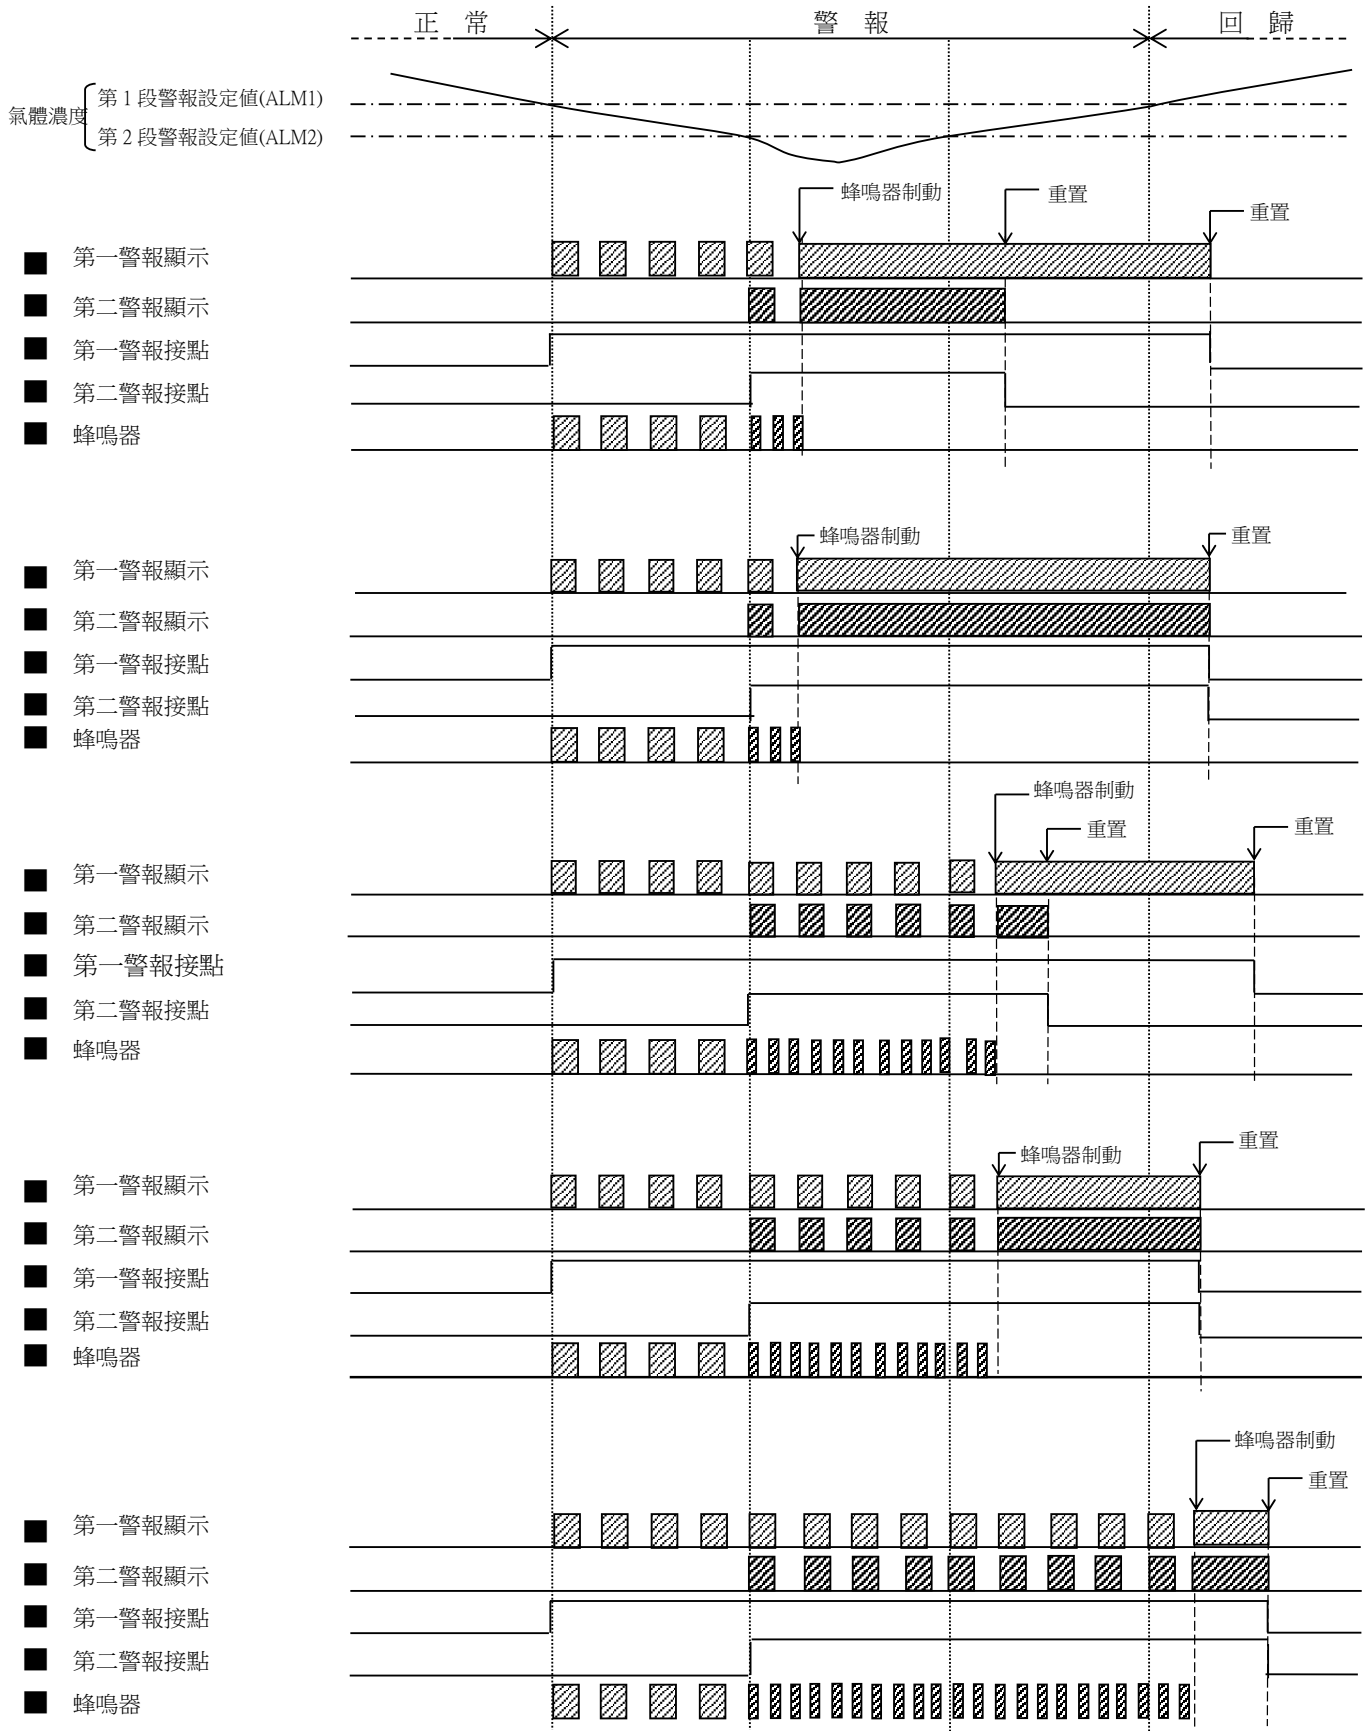 正 常
警 報
回 歸
氣體濃度
第 1 段警報設定值(ALM1)
第 2 段警報設定值(ALM2)
蜂鳴器制動
重置
重置
第一警報顯示
第二警報顯示
第一警報接點
第二警報接點
蜂鳴器
蜂鳴器制動
重置
第一警報顯示
第二警報顯示
第一警報接點
第二警報接點
蜂鳴器
蜂鳴器制動
重置
重置
第一警報顯示
第二警報顯示
第一警報接點
第二警報接點
蜂鳴器
蜂鳴器制動
重置
第一警報顯示
第二警報顯示
第一警報接點
第二警報接點
蜂鳴器
蜂鳴器制動
重置
第一警報顯示
第二警報顯示
第一警報接點
第二警報接點
蜂鳴器